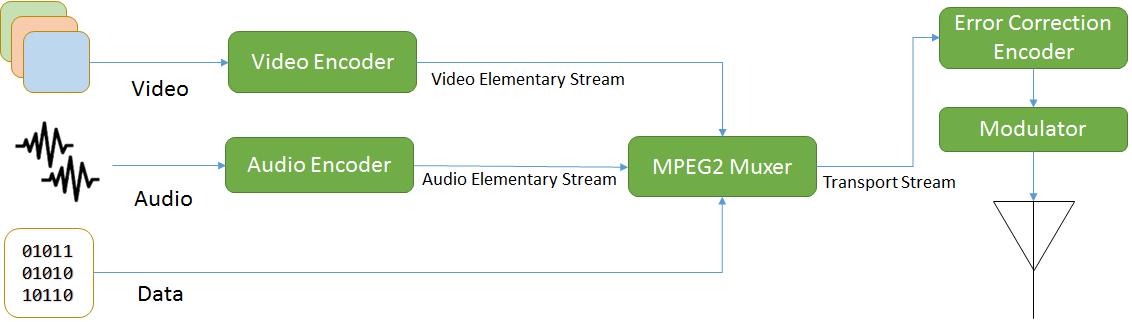 Video
Video Encoder
Video Elementary Stream
Audio
Audio Encoder
Audio Elementary Stream
01011
01010
10110
Data
MPEG2 Muxer
Transport Stream
Error Correction
Encoder
Modulator